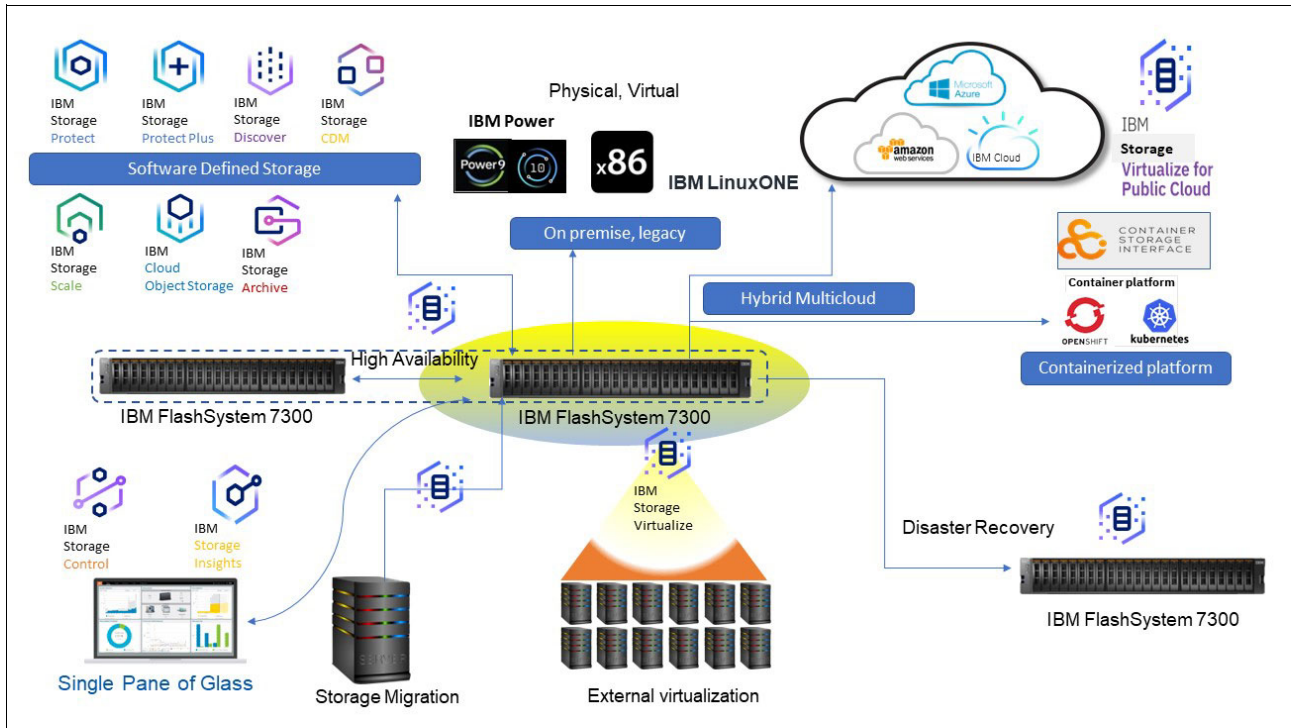 IBM
Storage
Protect
IBM
Storage
Protect Plus
IBM
Storage
Discover
IBM
Storage
CDM
Software Defined Storage
IBM
Storage
Scale
IBM
Cloud
Object Storage
IBM
Storage
Archive
Physical, Virtual
IBM Power
Power9
10
x86
IBM LinuxONE
On premise, legacy
Microsoft
Azure
amazon
web services
IBM Cloud
IBM
Storage
Virtualize for
Public Cloud
CONTAINER
STORAGE
INTERFACE
Container platform
OPENSHIFT
kubernetes
Containerized platform
Hybrid Multicloud
High Availability
IBM FlashSystem 7300
IBM FlashSystem 7300
IBM
Storage
Control
IBM
Storage
Insights
Single Pane of Glass
Storage Migration
IBM
Storage
Virtualize
External virtualization
Disaster Recovery
IBM FlashSystem 7300